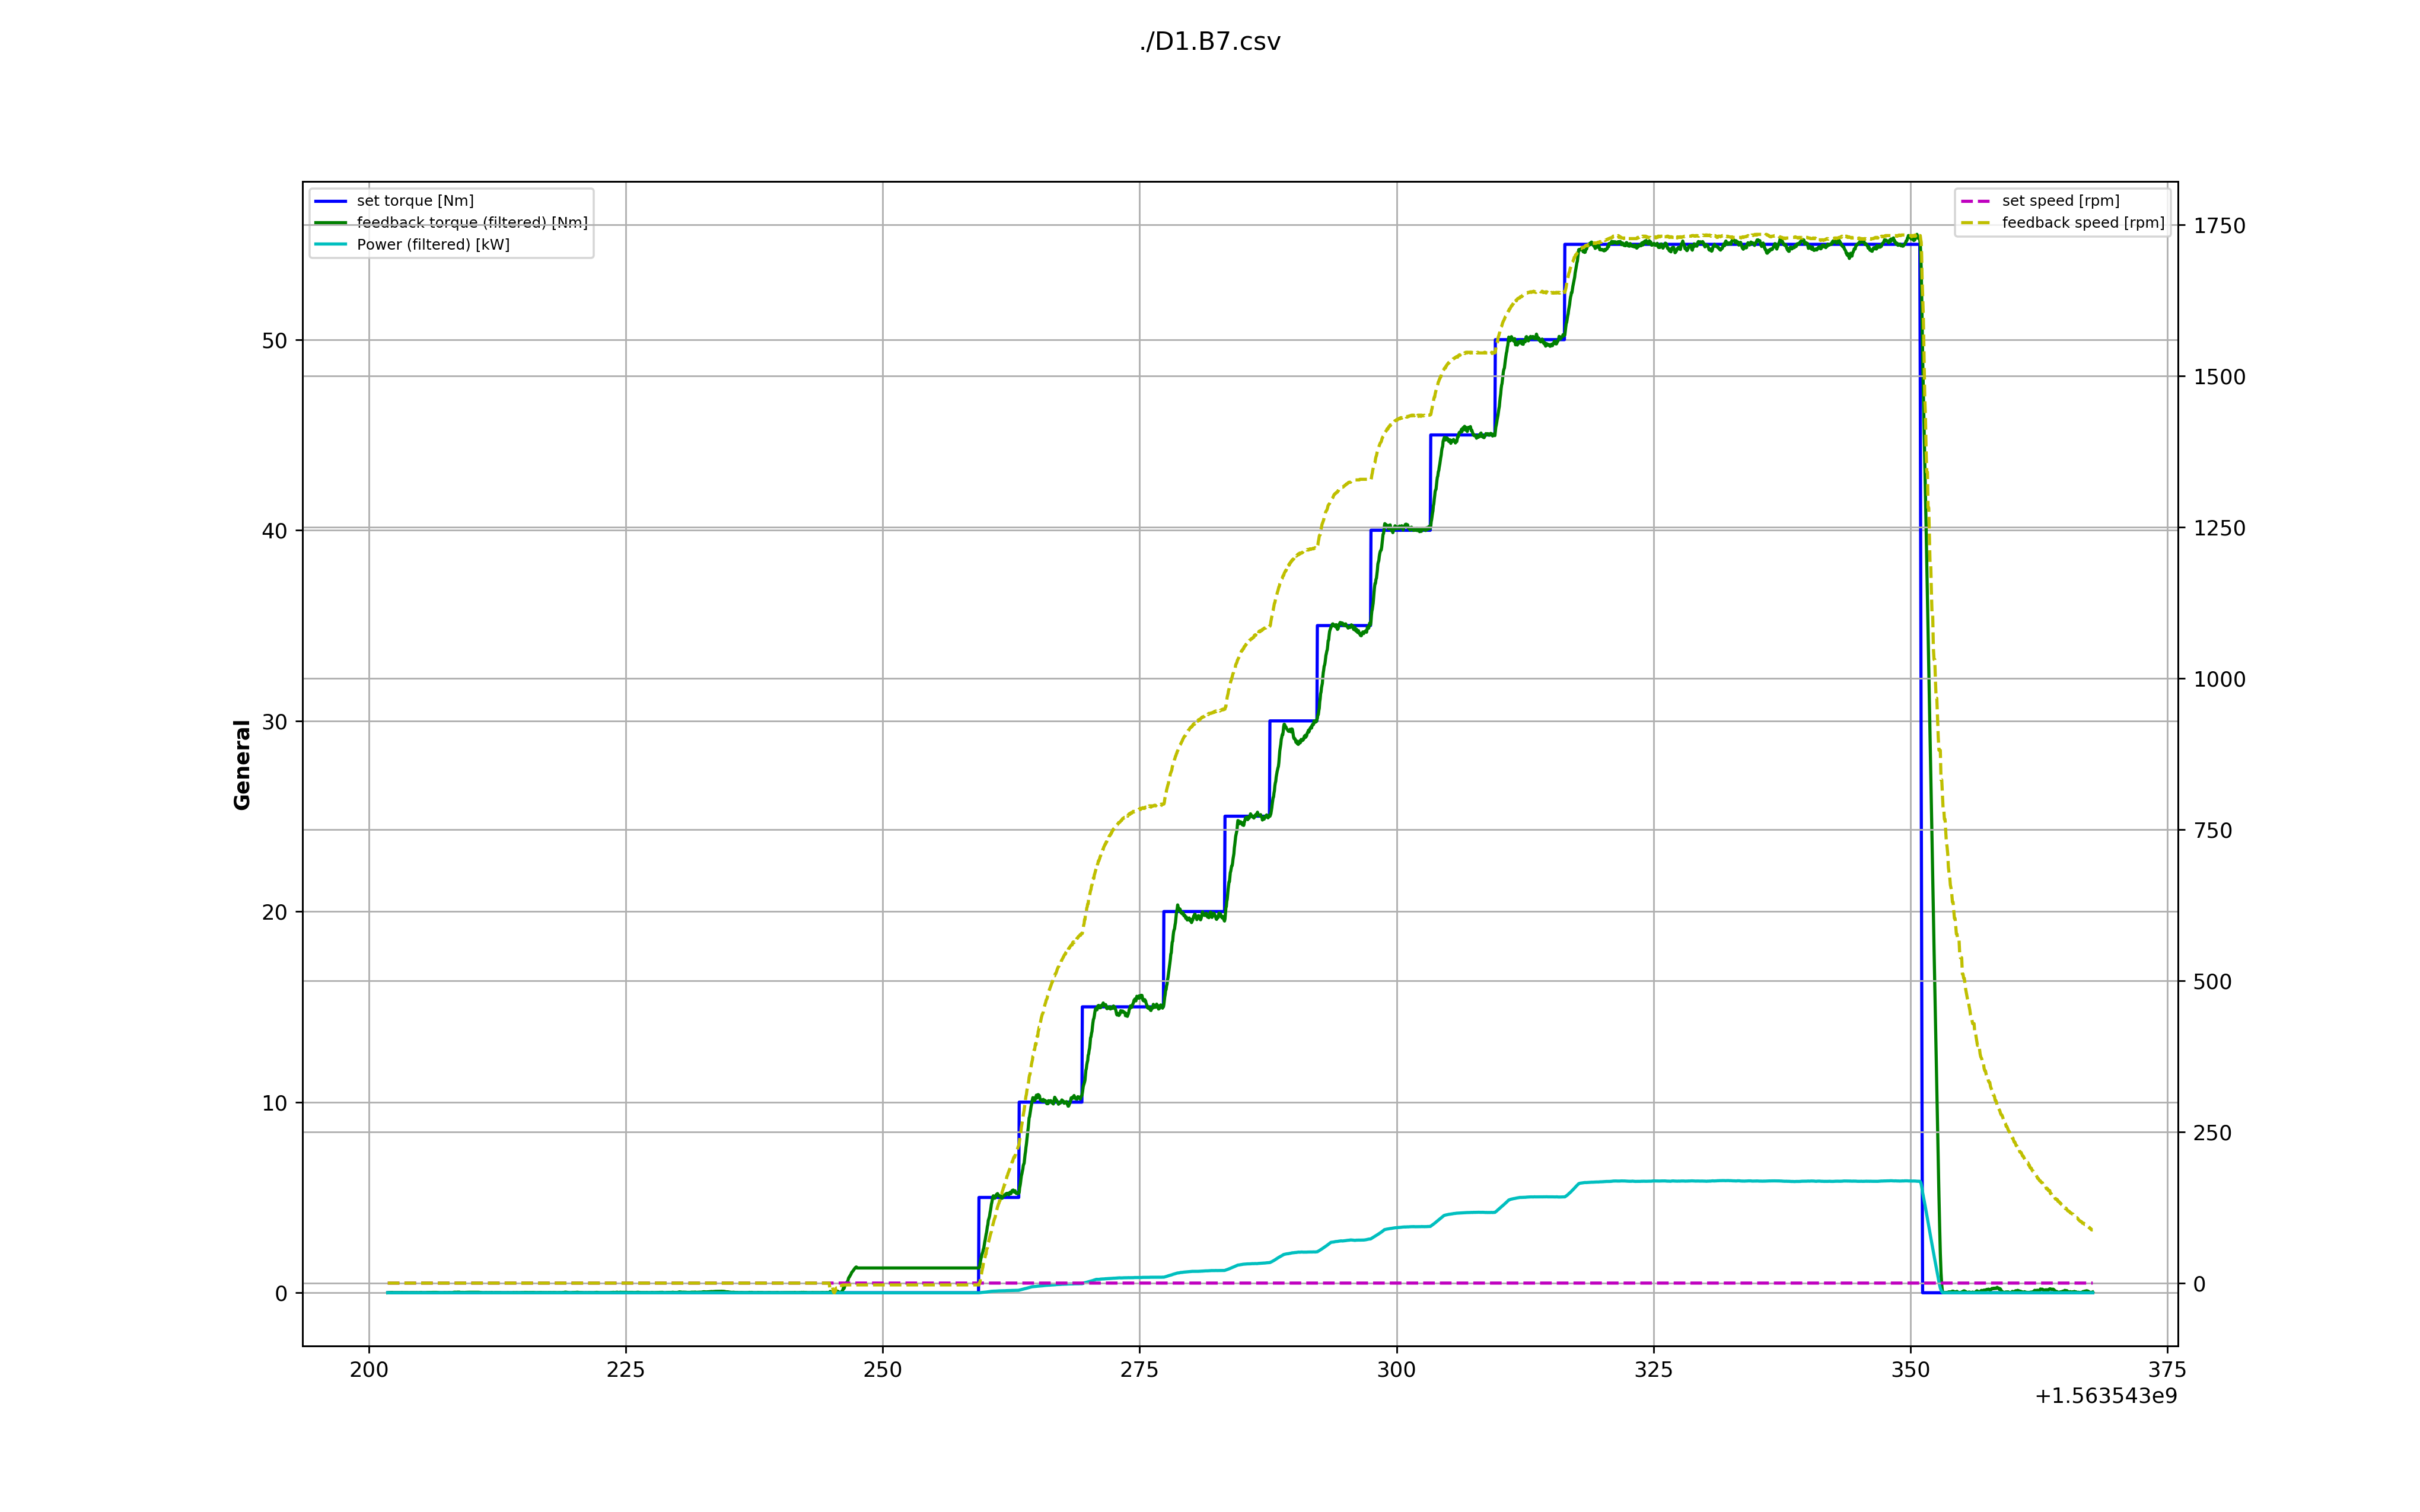 ./D1.B7.csv
set torque [Nm]
feedback torque (filtered) [Nm]
Power (filtered) [kW]
set speed [rpm]
feedback speed [rpm]
General
50
40
30
20
10
0
1750
1500
1250
1000
750
500
250
0
200 225 250 275 300 325 350 375
+1.563543e9